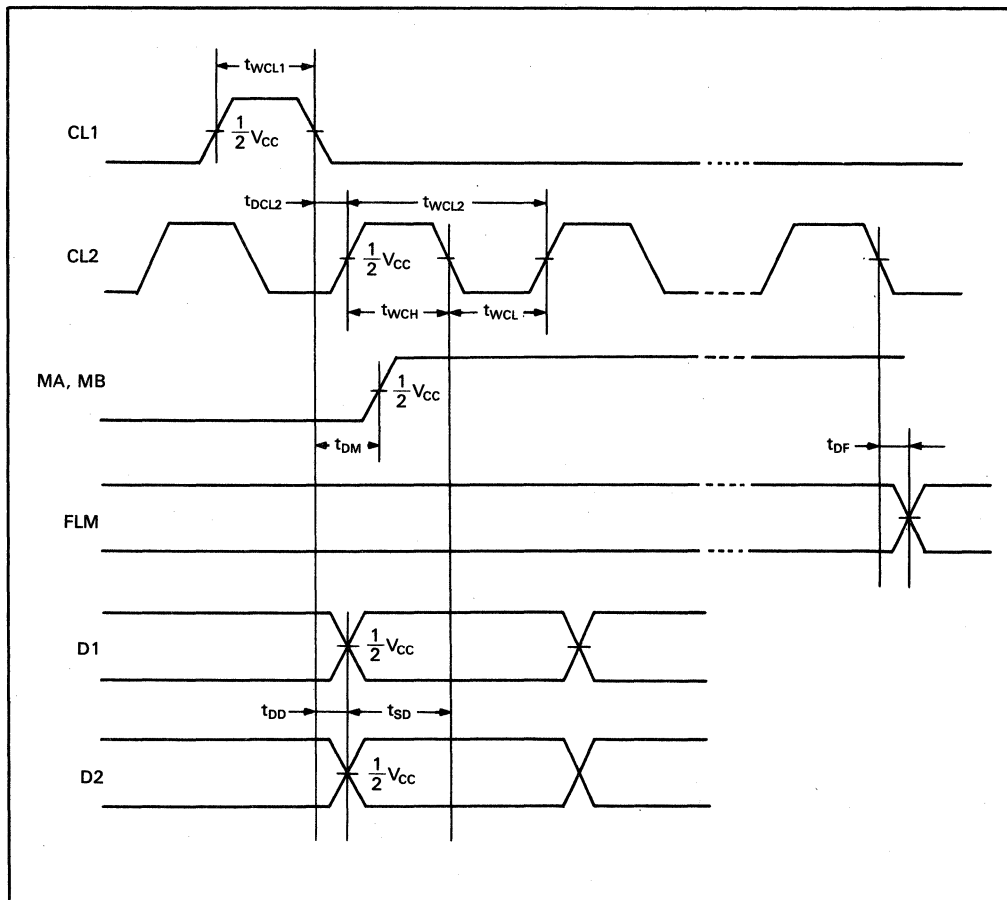 tWCL1
CL1
1/2 VCC
tDCL2
tWCL2
CL2
1/2 VCC
tWCH
tWCL
MA, MB
1/2 VCC
tDM
tDF
FLM
D1
1/2 VCC
tDD
tSD
D2
1/2 VCC